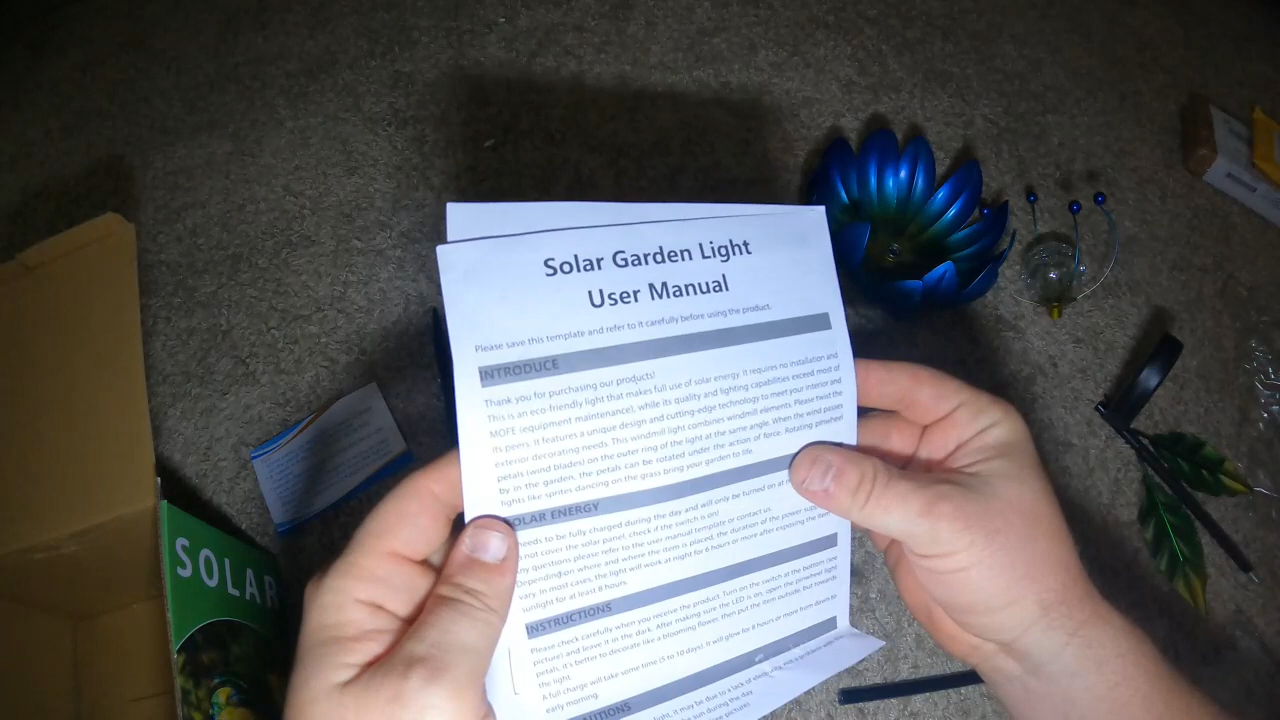 Solar Garden Light
User Manual
Please save this template and refer to it carefully before using the product.
INTRODUCE
Thank you for purchasing our products!
This is an eco-friendly light that makes full use of solar energy. It requires no installation and
MOFE (equipment maintenance), while its quality and lighting capabilities exceed most of
its peers. It features a unique design and cutting-edge technology to meet your interior and
exterior decorating needs. This windmill light combines windmill elements. Please twist the
petals (wind blades) on the outer ring of the light at the same angle. When the wind passes
by in the garden, the petals can be rotated under the action of force. Rotating pinwheel
lights like sprites dancing on the grass bring your garden to life.
SOLAR ENERGY
needs to be fully charged during the day and will only be turned on at
not cover the solar panel, check if the switch is on!
any questions please refer to the user manual template or contact us.
Depending on where and where the item is placed, the duration of the power
vary. In most cases, the light will work at night for 6 hours or more after exposing the item
sunlight for at least 8 hours.
INSTRUCTIONS
Please check carefully when you receive the product. Turn on the switch at the bottom (see
picture) and leave it in the dark. After making sure the LED is on, open the pinwheel light
petals, it's better to decorate like a blooming flower, then put the item outside, but towards
the light.
A full charge will take some time (5 to 10 days). It will glow for 8 hours or more from dawn to
early morning.
light, it may be due to a lack of
sun during the day.
picture)
SOLAR